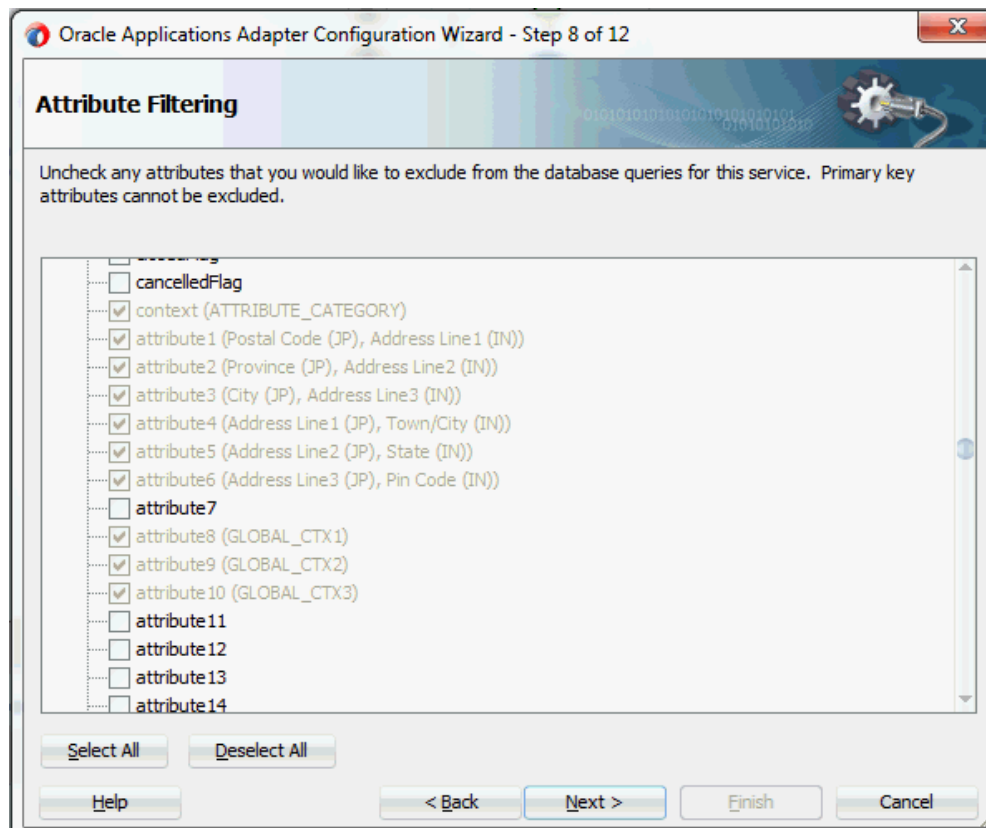 Oracle Applications Adapter Configuration Wizard - Step 8 of 12
Attribute Filtering
Uncheck any attributes that you would like to exclude from the database queries for this service. Primary key
attributes cannot be excluded.
cancelledFlag
context (ATTRIBUTE_CATEGORY)
attribute1 (Postal Code (JP), Address Line1 (IN))
attribute2 (Province (JP), Address Line2 (IN))
attribute3 (City (JP), Address Line3 (IN))
attribute4 (Address Line1 (JP), Town/City (IN))
attribute5 (Address Line2 (JP), State (IN))
attribute6 (Address Line3 (JP), Pin Code (IN))
attribute7
attribute8 (GLOBAL_CTX1)
attribute9 (GLOBAL_CTX2)
attribute10 (GLOBAL_CTX3)
attribute11
attribute12
attribute13
attribute14
Select All Deselect All
Help < Back Next > Finish Cancel